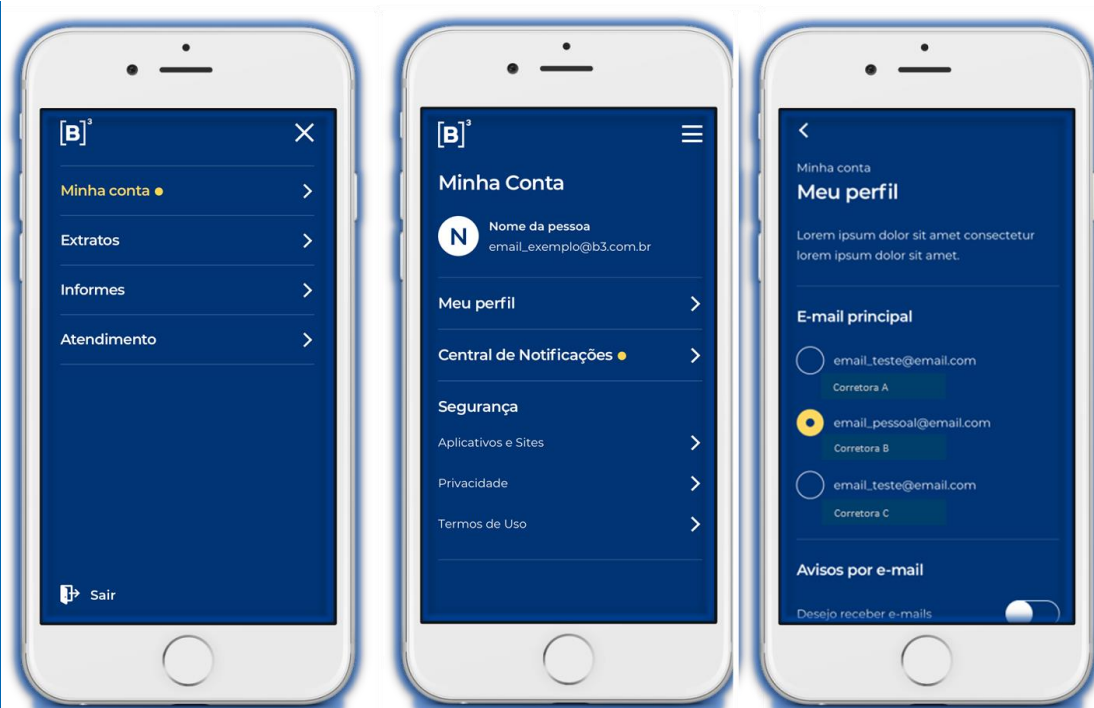 [B]³
Minha conta
Extratos
Informes
Atendimento
Sair
[B]³
Minha Conta
N
Nome da pessoa
email_exemplo@b3.com.br
Meu perfil
Central de Notificações
Segurança
Aplicativos e Sites
Privacidade
Termos de Uso
Minha conta
Meu perfil
Lorem ipsum dolor sit amet consectetur
lorem ipsum dolor sit amet.
E-mail principal
email_teste@email.com
Corretora A
email_pessoal@email.com
Corretora B
email_teste@email.com
Corretora C
Avisos por e-mail
Desejo receber e-mails